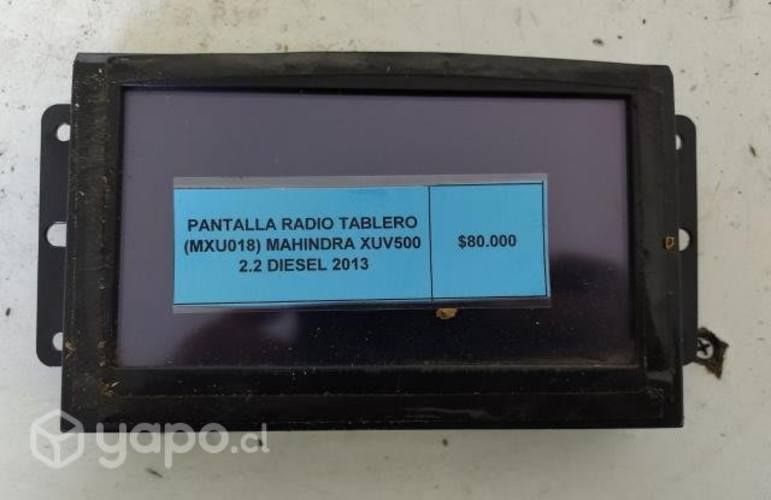 PANTALLA RADIO TABLERO
(MXU018) MAHINDRA XUV500
2.2 DIESEL 2013
$80.000
yapo.cl